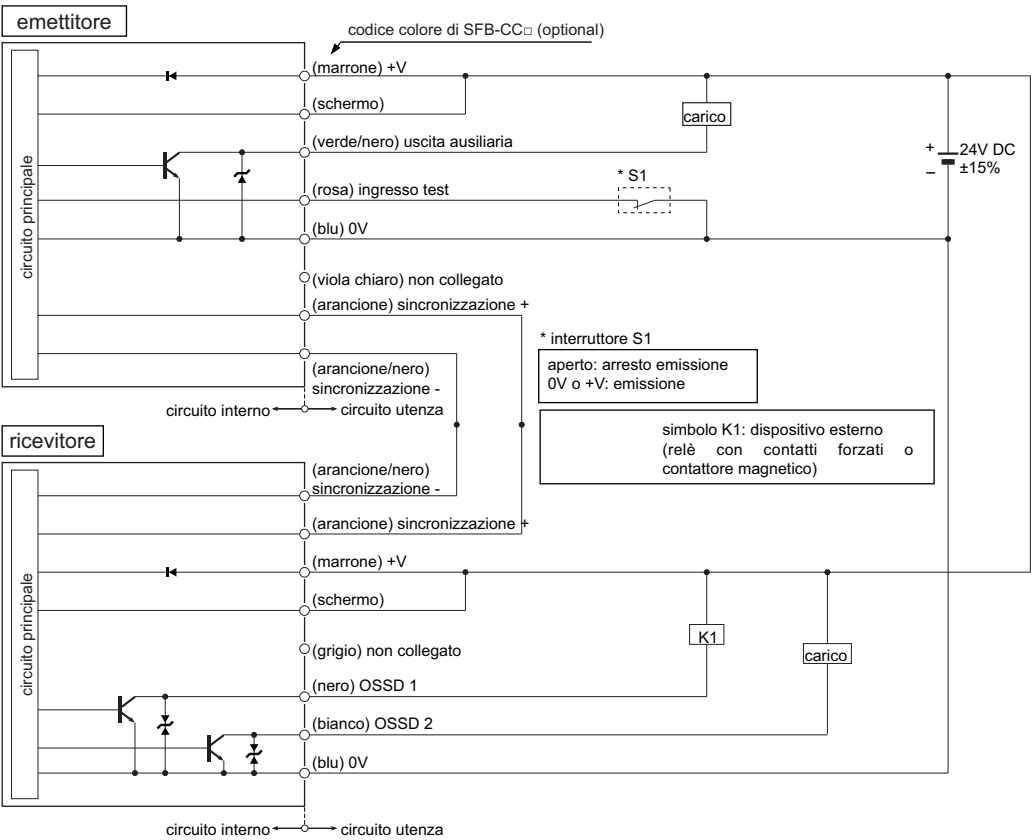 emettitore
codice colore di SFB-CC□ (optional)
circuito principale
(marrone) +V
(schermo)
carico
(verde/nero) uscita ausiliaria
+
24V DC
−
±15%
* S1
(rosa) ingresso test
(blu) 0V
(viola chiaro) non collegato
(arancione) sincronizzazione +
* interruttore S1
aperto: arresto emissione
0V o +V: emissione
(arancione/nero)
sincronizzazione -
circuito interno
circuito utenza
simbolo K1: dispositivo esterno
(relè con contatti forzati o
contattore magnetico)
ricevitore
circuito principale
(arancione/nero)
sincronizzazione -
(arancione) sincronizzazione +
(marrone) +V
(schermo)
K1
carico
(grigio) non collegato
(nero) OSSD 1
(bianco) OSSD 2
(blu) 0V
circuito interno
circuito utenza